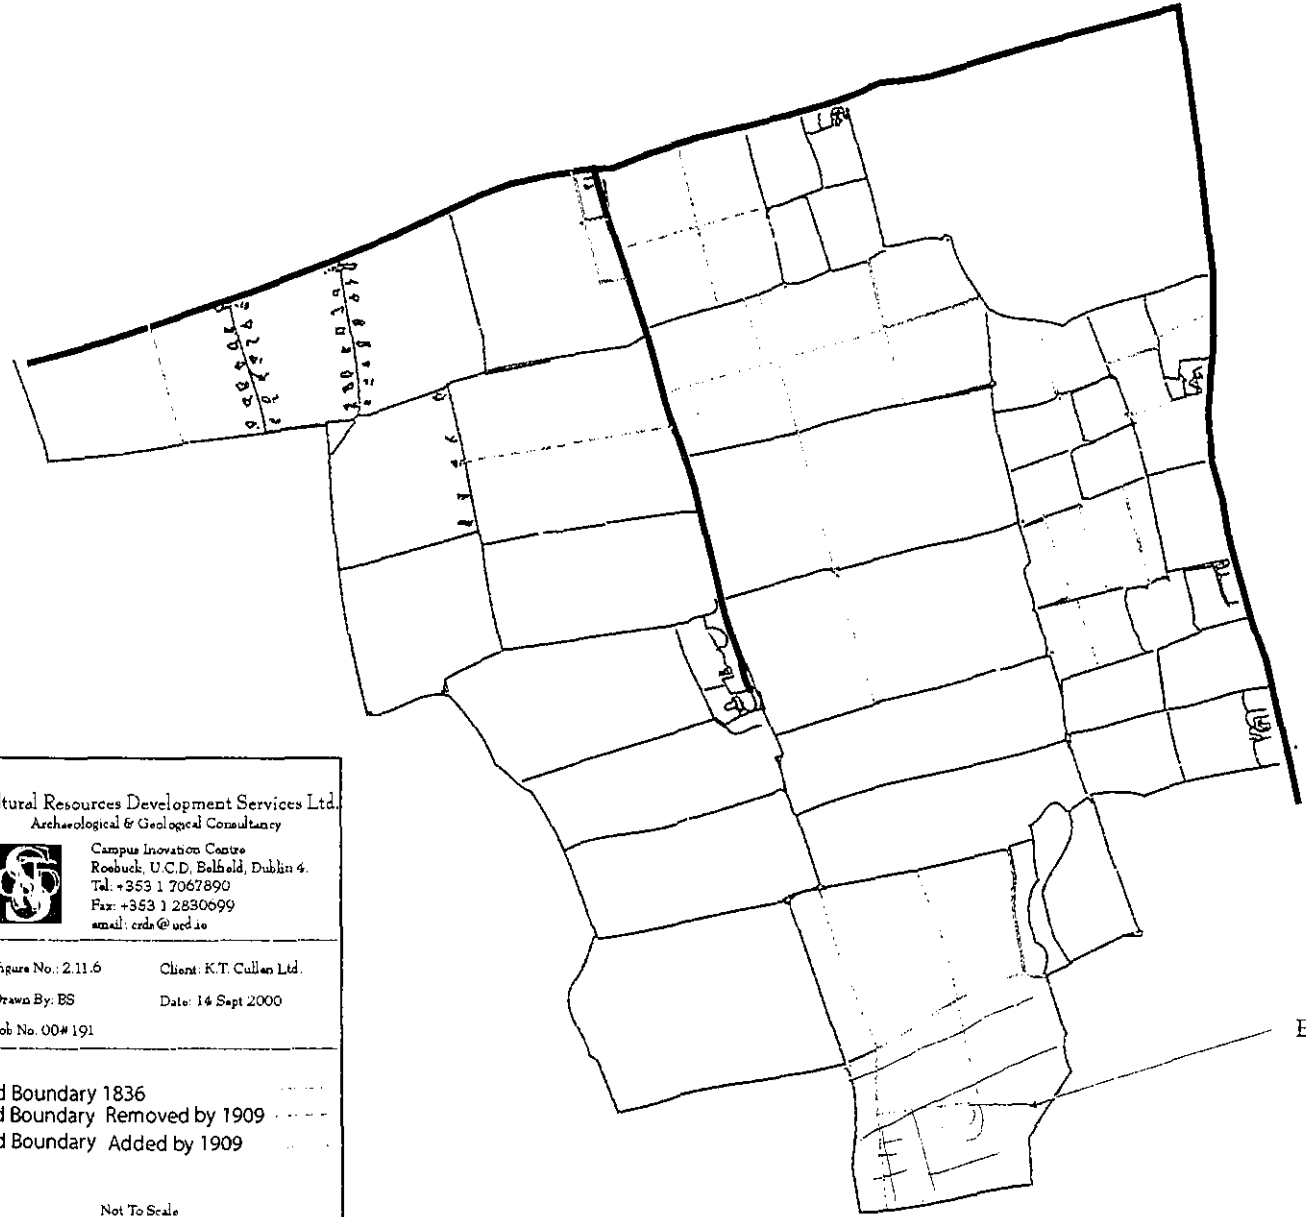 tural Resources Development Services Ltd.
Archaeological & Geological Consultancy
Campus Inovation Centre
Roebuck, U.C.D, Belfield, Dublin 4.
Tel: +353 1 7067890
Fax: +353 1 2830699
email: crds@ucd.ie
igure No.: 2.11.6 Client: K.T. Cullen Ltd.
Drawn By: BS Date: 14 Sept 2000
ob No. 00#191
d Boundary 1836
d Boundary Removed by 1909
d Boundary Added by 1909
Not To Scale
E